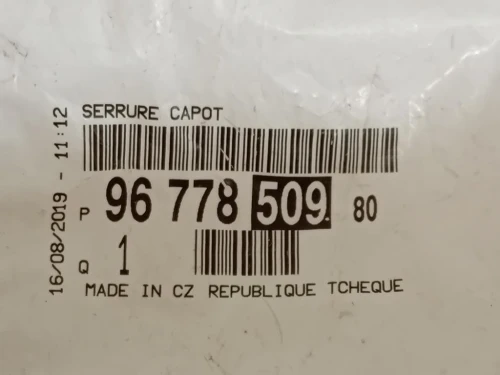 SERRURE CAPOT
P 96 778 509 80
Q 1
MADE IN CZ REPUBLIQUE TCHEQUE
16/08/2019 - 11:12